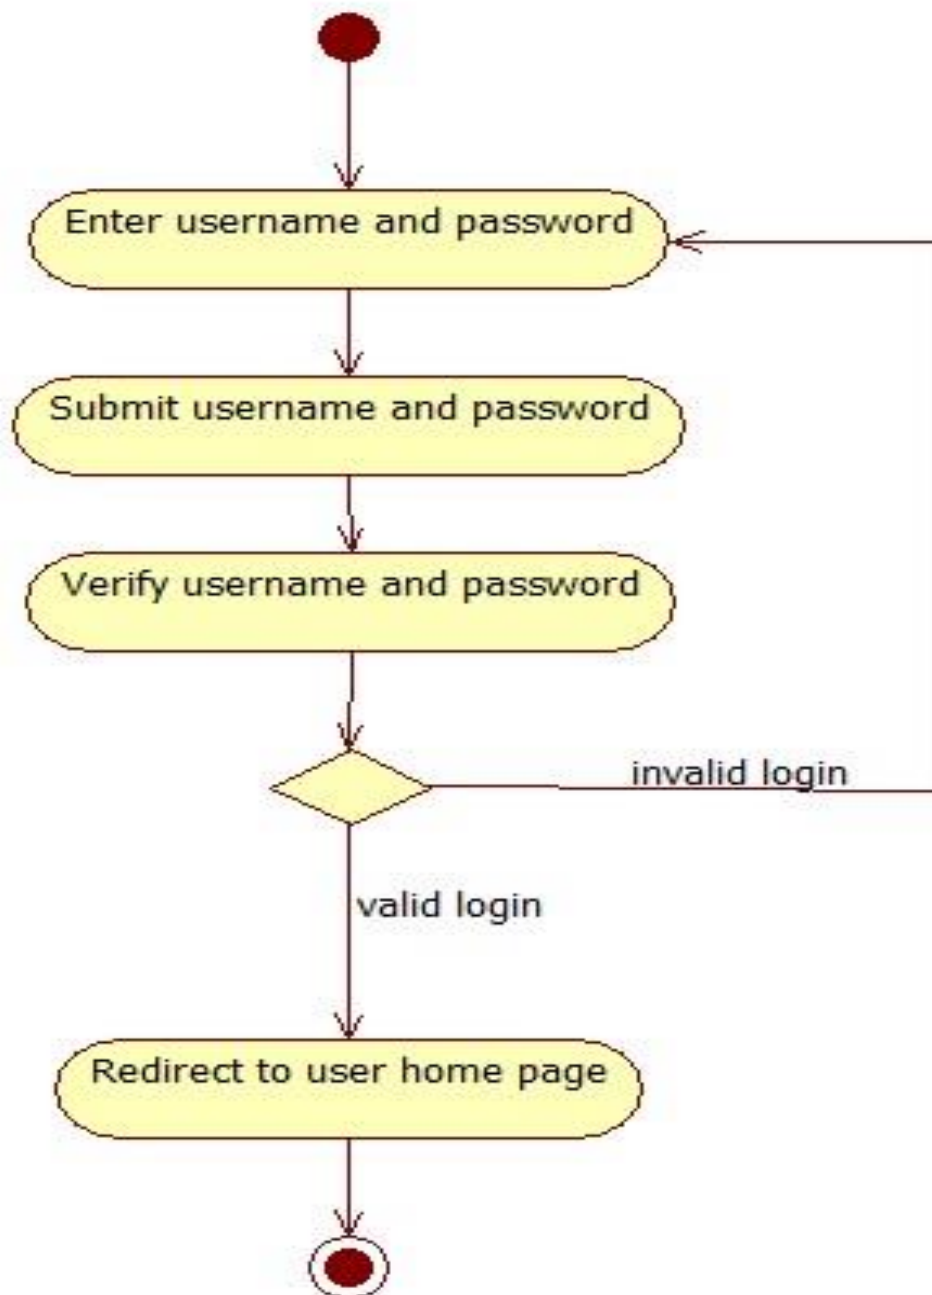 Enter username and password
Submit username and password
Verify username and password
invalid login
valid login
Redirect to user home page